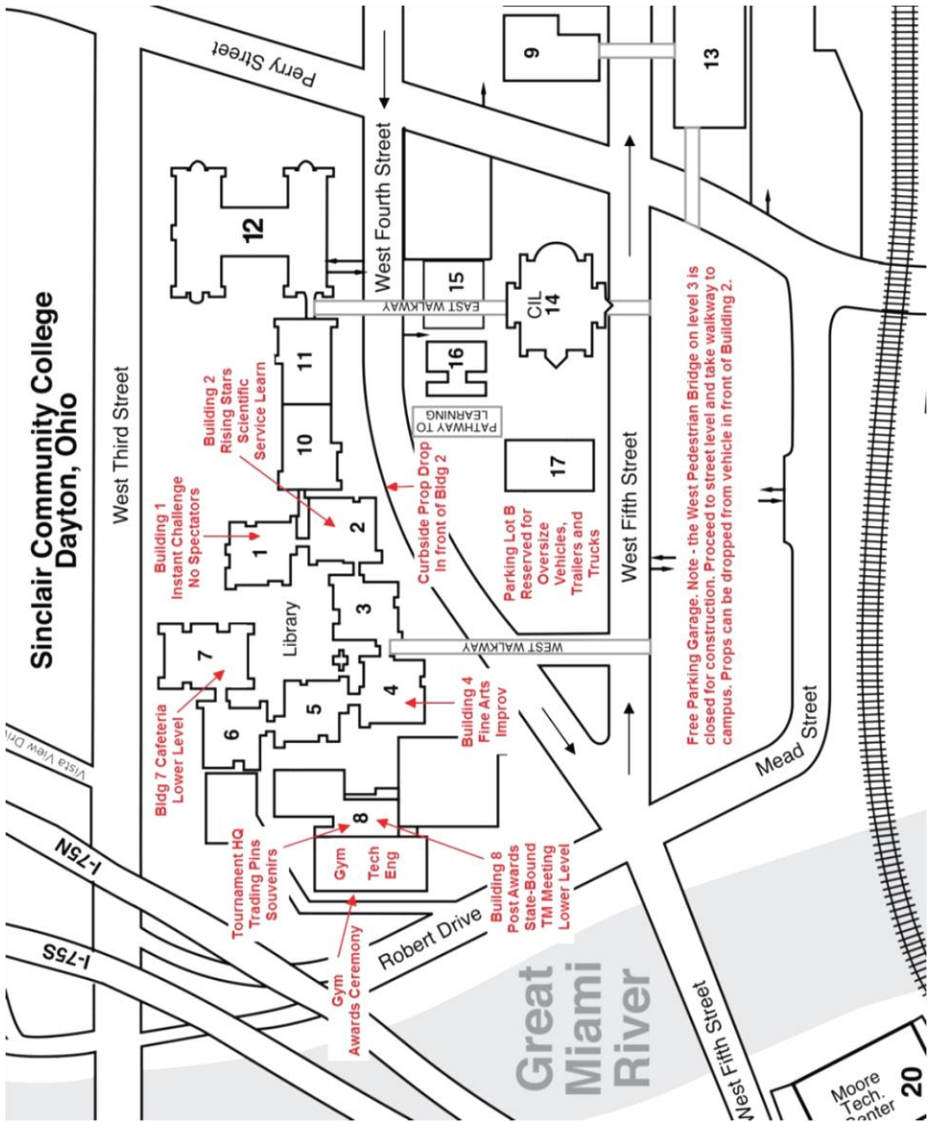 Sinclair Community College
Dayton, Ohio
West Third Street
Vista View Drive
I-75N
I-75S
Perry Street
West Fourth Street
12
11
10
Building 2
Rising Stars
Scientific
Service Learn
Building 1
Instant Challenge
No Spectators
1
2
3
Library
7
6
5
4
Bldg 7 Cafeteria
Lower Level
Building 4
Fine Arts
Improv
Tournament HQ
Trading Pins
Souvenirs
8
Gym
Tech
Eng
Gym
Awards Ceremony
Building 8
Post Awards
State-Bound
TM Meeting
Lower Level
Curbside Prop Drop
In front of Bldg 2
9
13
15
EAST WALKWAY
CIL
14
16
PATHWAY TO
LEARNING
17
Parking Lot B
Reserved for
Oversize
Vehicles,
Trailers and
Trucks
WEST WALKWAY
West Fifth Street
Free Parking Garage. Note - the West Pedestrian Bridge on level 3 is
closed for construction. Proceed to street level and take walkway to
campus. Props can be dropped from vehicle in front of Building 2.
Mead Street
Robert Drive
Great
Miami
River
West Fifth Street
Moore
Tech.
Center
20